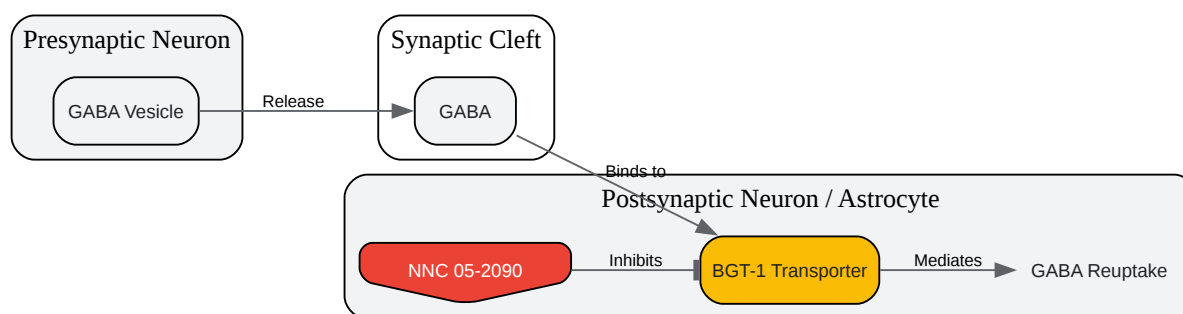 Presynaptic Neuron
Synaptic Cleft
GABA Vesicle
Release
GABA
Binds to
Postsynaptic Neuron / Astrocyte
NNC 05-2090
Inhibits
BGT-1 Transporter
Mediates
GABA Reuptake